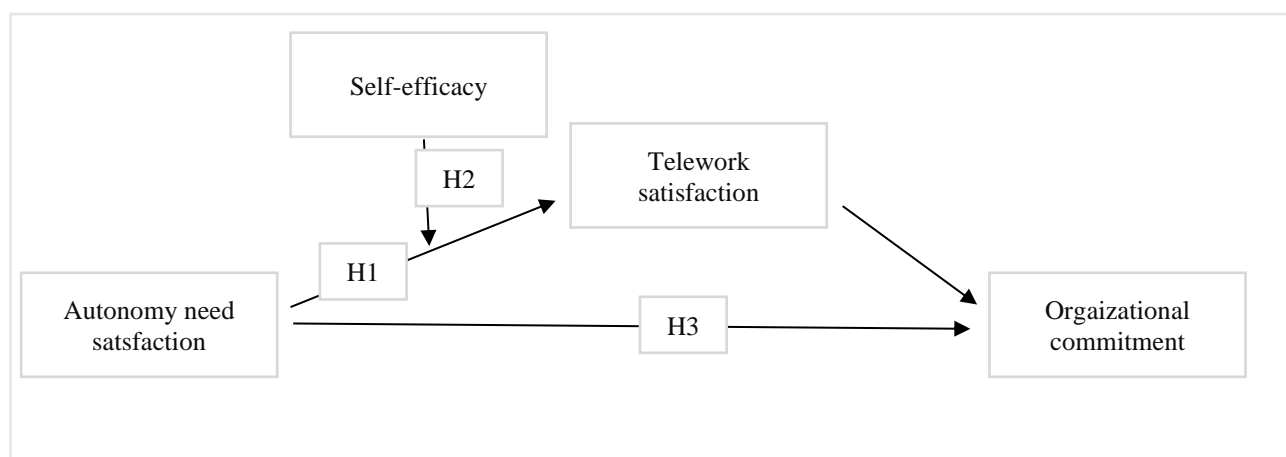 Self-efficacy
H2
Telework
satisfaction
H1
Autonomy need
satsfaction
H3
Orgaizational
commitment